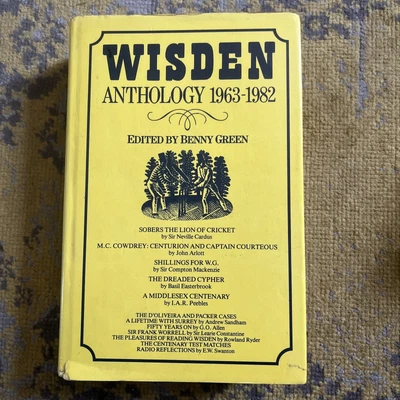 WISDEN
ANTHOLOGY 1963-1982
EDITED BY BENNY GREEN
SOBERS THE LION OF CRICKET
by Sir Neville Cardus
M.C. COWDREY: CENTURION AND CAPTAIN COURTEOUS
by John Arlott
SHILLINGS FOR W.G.
by Sir Compton Mackenzie
THE DREADED CYPHER
by Basil Easterbrook
A MIDDLESEX CENTENARY
by I.A.R. Peebles
THE D'OLIVEIRA AND PACKER CASES
A LIFETIME WITH SURREY by Andrew Sandham
FIFTY YEARS ON by G.O. Allen
SIR FRANK WORRELL by Sir Learie Constantine
THE PLEASURES OF READING WISDEN by Rowland Ryder
THE CENTENARY TEST MATCHES
RADIO REFLECTIONS by E.W. Swanton